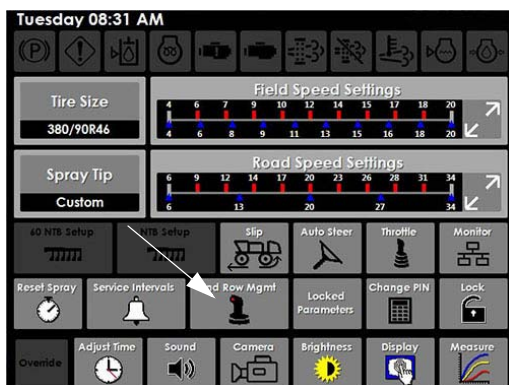 Tuesday 08:31 AM
Tire Size
380/90R46
Field Speed Settings
4 6 7 9 10 12 14 15 17 18 20
4 6 8 9 11 13 15 16 18 20
Spray Tip
Custom
Road Speed Settings
6 9 12 14 17 20 23 26 28 31 34
6 13 20 27 34
60 NTB Setup
NTB Setup
Slip
Auto Steer
Throttle
Monitor
Reset Spray
Service Intervals
nd Row Mgmt
Locked
Parameters
Change PIN
Lock
Override
Adjust Time
Sound
Camera
Brightness
Display
Measure